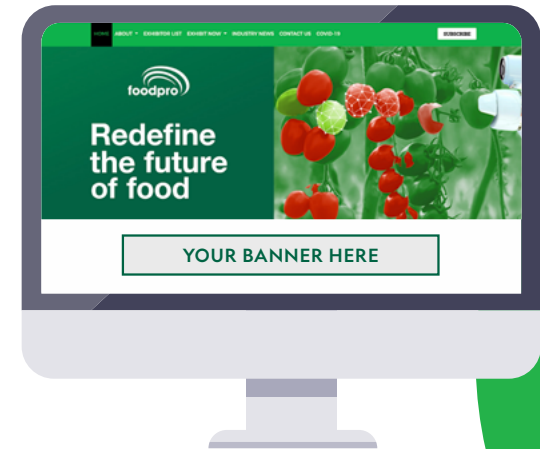 HOME ABOUT EXHIBITOR LIST EXHIBIT NOW INDUSTRY NEWS CONTACT US COVID-19 SUBSCRIBE
foodpro
Redefine
the future
of food
YOUR BANNER HERE